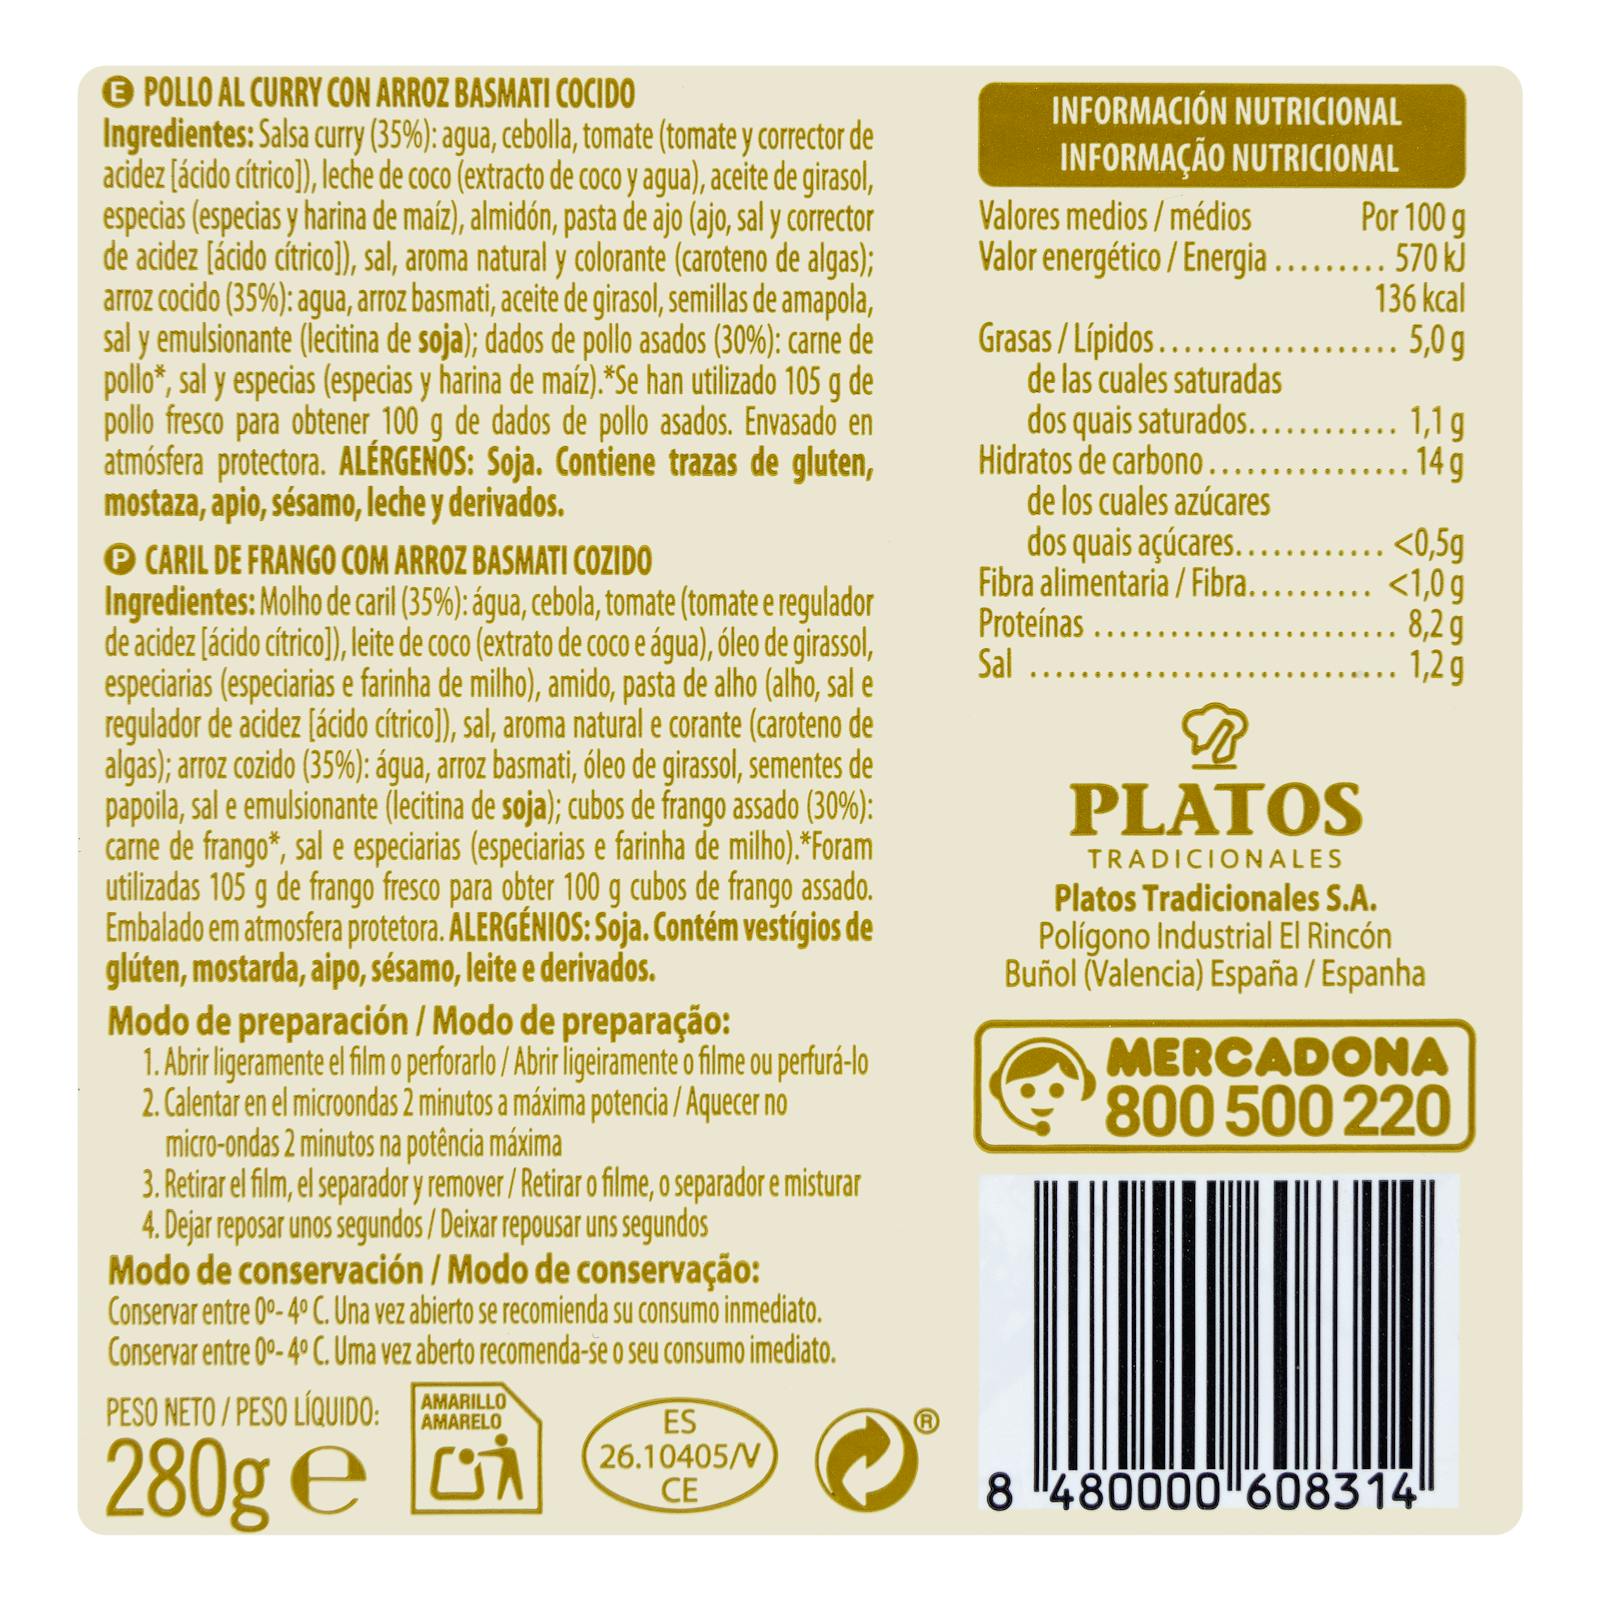 E POLLO AL CURRY CON ARROZ BASMATI COCIDO
Ingredientes: Salsa curry (35%): agua, cebolla, tomate (tomate y corrector de
acidez [ácido cítrico]), leche de coco (extracto de coco y agua), aceite de girasol,
especias (especias y harina de maíz), almidón, pasta de ajo (ajo, sal y corrector
de acidez [ácido cítrico]), sal, aroma natural y colorante (caroteno de algas);
arroz cocido (35%): agua, arroz basmati, aceite de girasol, semillas de amapola,
sal y emulsionante (lecitina de soja); dados de pollo asados (30%): carne de
pollo*, sal y especias (especias y harina de maíz).*Se han utilizado 105 g de
pollo fresco para obtener 100 g de dados de pollo asados. Envasado en
atmósfera protectora. ALÉRGENOS: Soja. Contiene trazas de gluten,
mostaza, apio, sésamo, leche y derivados.
P CARIL DE FRANGO COM ARROZ BASMATI COZIDO
Ingredientes: Molho de caril (35%): água, cebola, tomate (tomate e regulador
de acidez [ácido cítrico]), leite de coco (extrato de coco e água), óleo de girassol,
especiarias (especiarias e farinha de milho), amido, pasta de alho (alho, sal e
regulador de acidez [ácido cítrico]), sal, aroma natural e corante (caroteno de
algas); arroz cozido (35%): água, arroz basmati, óleo de girassol, sementes de
papoila, sal e emulsionante (lecitina de soja); cubos de frango assado (30%):
carne de frango*, sal e especiarias (especiarias e farinha de milho).*Foram
utilizadas 105 g de frango fresco para obter 100 g cubos de frango assado.
Embalado em atmosfera protetora. ALERGÉNIOS: Soja. Contém vestígios de
glúten, mostarda, aipo, sésamo, leite e derivados.
Modo de preparación / Modo de preparação:
1. Abrir ligeramente el film o perforarlo / Abrir ligeiramente o filme ou perfurá-lo
2. Calentar en el microondas 2 minutos a máxima potencia / Aquecer no
micro-ondas 2 minutos na potência máxima
3. Retirar el film, el separador y remover / Retirar o filme, o separador e misturar
4. Dejar reposar unos segundos / Deixar repousar uns segundos
Modo de conservación / Modo de conservação:
Conservar entre 0º- 4º C. Una vez abierto se recomienda su consumo inmediato.
Conservar entre 0º- 4º C. Uma vez aberto recomenda-se o seu consumo imediato.
PESO NETO / PESO LÍQUIDO:
280g e
AMARILLO
AMARELO
ES
26.10405/V
CE
®
INFORMACIÓN NUTRICIONAL
INFORMAÇÃO NUTRICIONAL
Valores medios / médios Por 100 g
Valor energético / Energia ......... 570 kJ
136 kcal
Grasas / Lípidos.................. 5,0 g
de las cuales saturadas
dos quais saturados............. 1,1 g
Hidratos de carbono................ 14 g
de los cuales azúcares
dos quais açúcares............. <0,5g
Fibra alimentaria / Fibra........... <1,0 g
Proteínas ........................ 8,2 g
Sal ............................. 1,2 g
PLATOS
TRADICIONALES
Platos Tradicionales S.A.
Polígono Industrial El Rincón
Buñol (Valencia) España / Espanha
MERCADONA
800 500 220
8 480000 608314